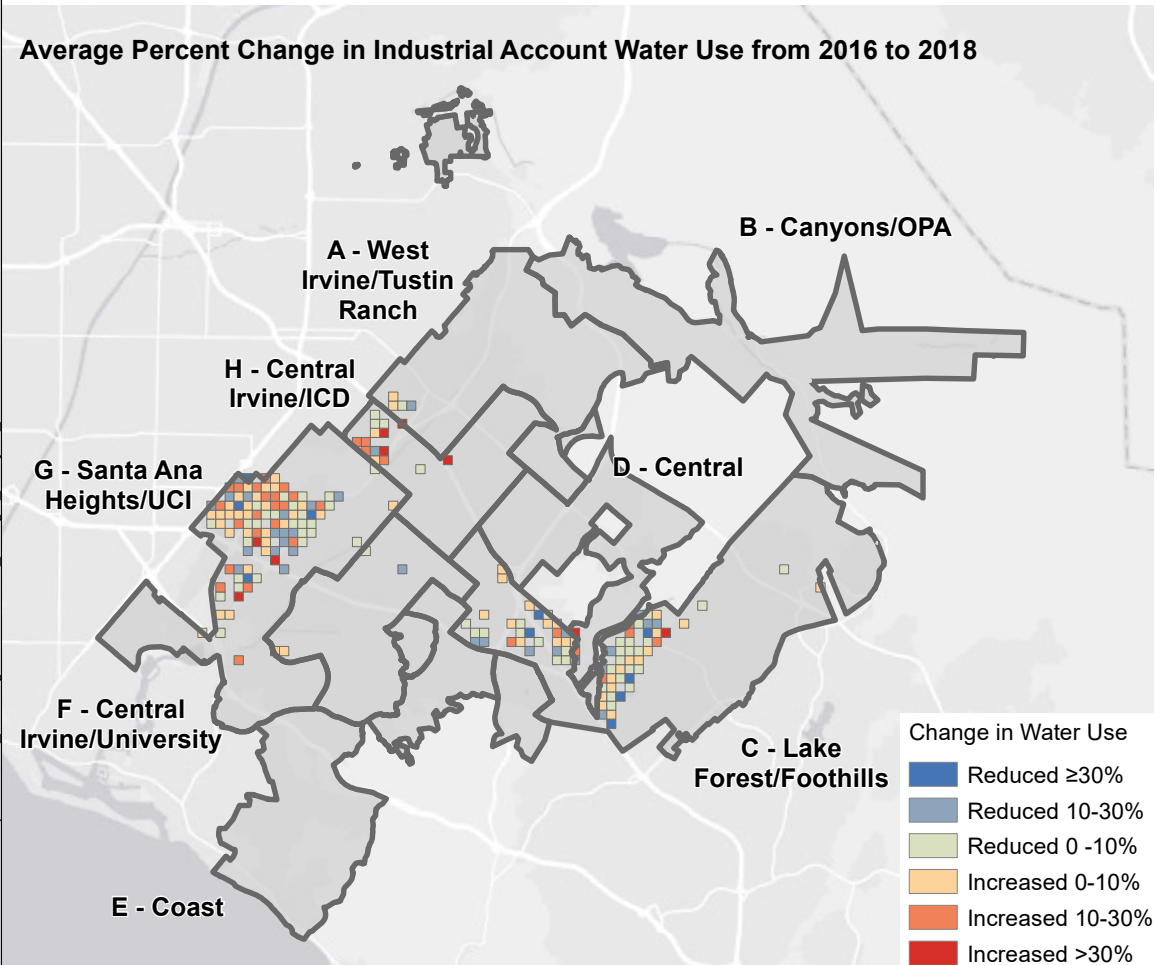 Average Percent Change in Industrial Account Water Use from 2016 to 2018
B - Canyons/OPA
A - West
Irvine/Tustin
Ranch
H - Central
Irvine/ICD
G - Santa Ana
Heights/UCI
D - Central
F - Central
Irvine/University
C - Lake
Forest/Foothills
E - Coast
Change in Water Use
Reduced ≥30%
Reduced 10-30%
Reduced 0 -10%
Increased 0-10%
Increased 10-30%
Increased >30%